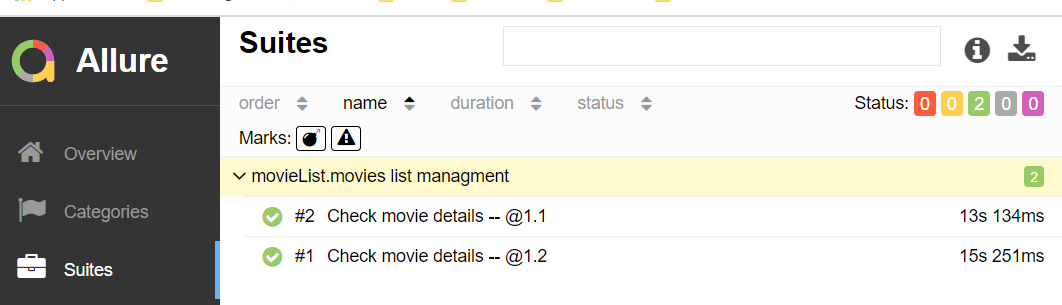 Allure
Suites
order name duration status Status: 0 0 2 0 0
Marks:
Overview
movieList.movies list managment 2
Categories
#2 Check movie details -- @1.1 13s 134ms
#1 Check movie details -- @1.2 15s 251ms
Suites